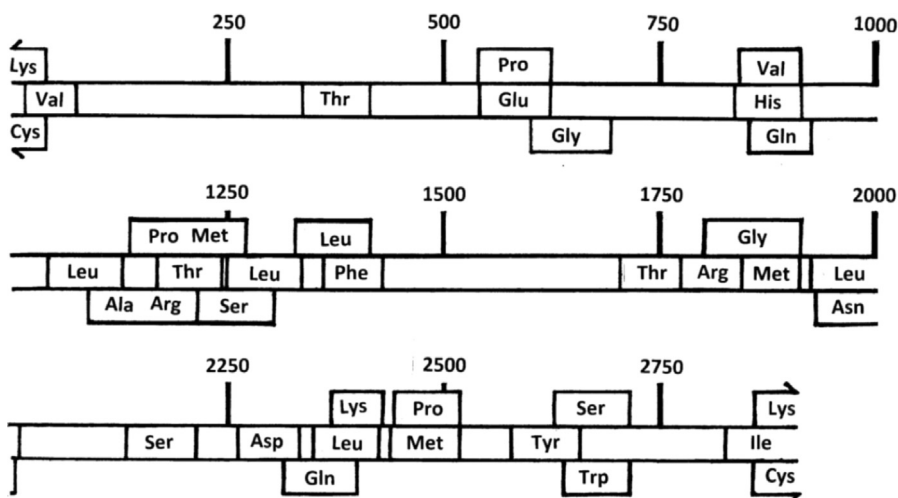 250 500 750 1000
Lys Pro Val
Val Thr Glu His
Cys Gly Gln
1250 1500 1750 2000
Pro Met Leu Gly
Leu Thr Leu Phe Thr Arg Met Leu
Ala Arg Ser Asn
2250 2500 2750
Lys Pro Ser Lys
Ser Asp Leu Met Tyr Ile
Gln Trp Cys